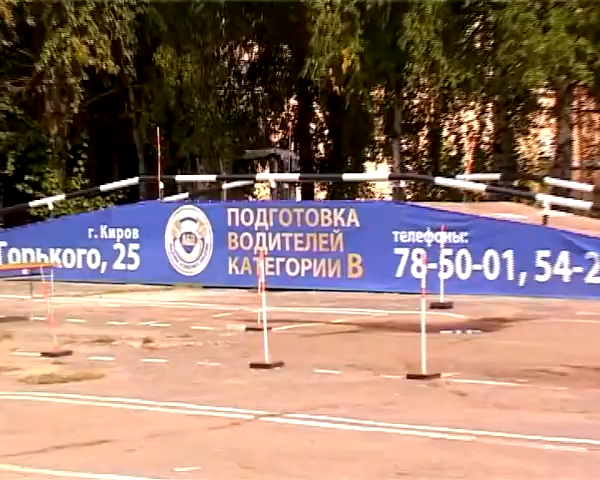 г. Киров
Горького, 25
ПОДГОТОВКА
ВОДИТЕЛЕЙ
КАТЕГОРИИ В
телефоны:
78-50-01, 54-2